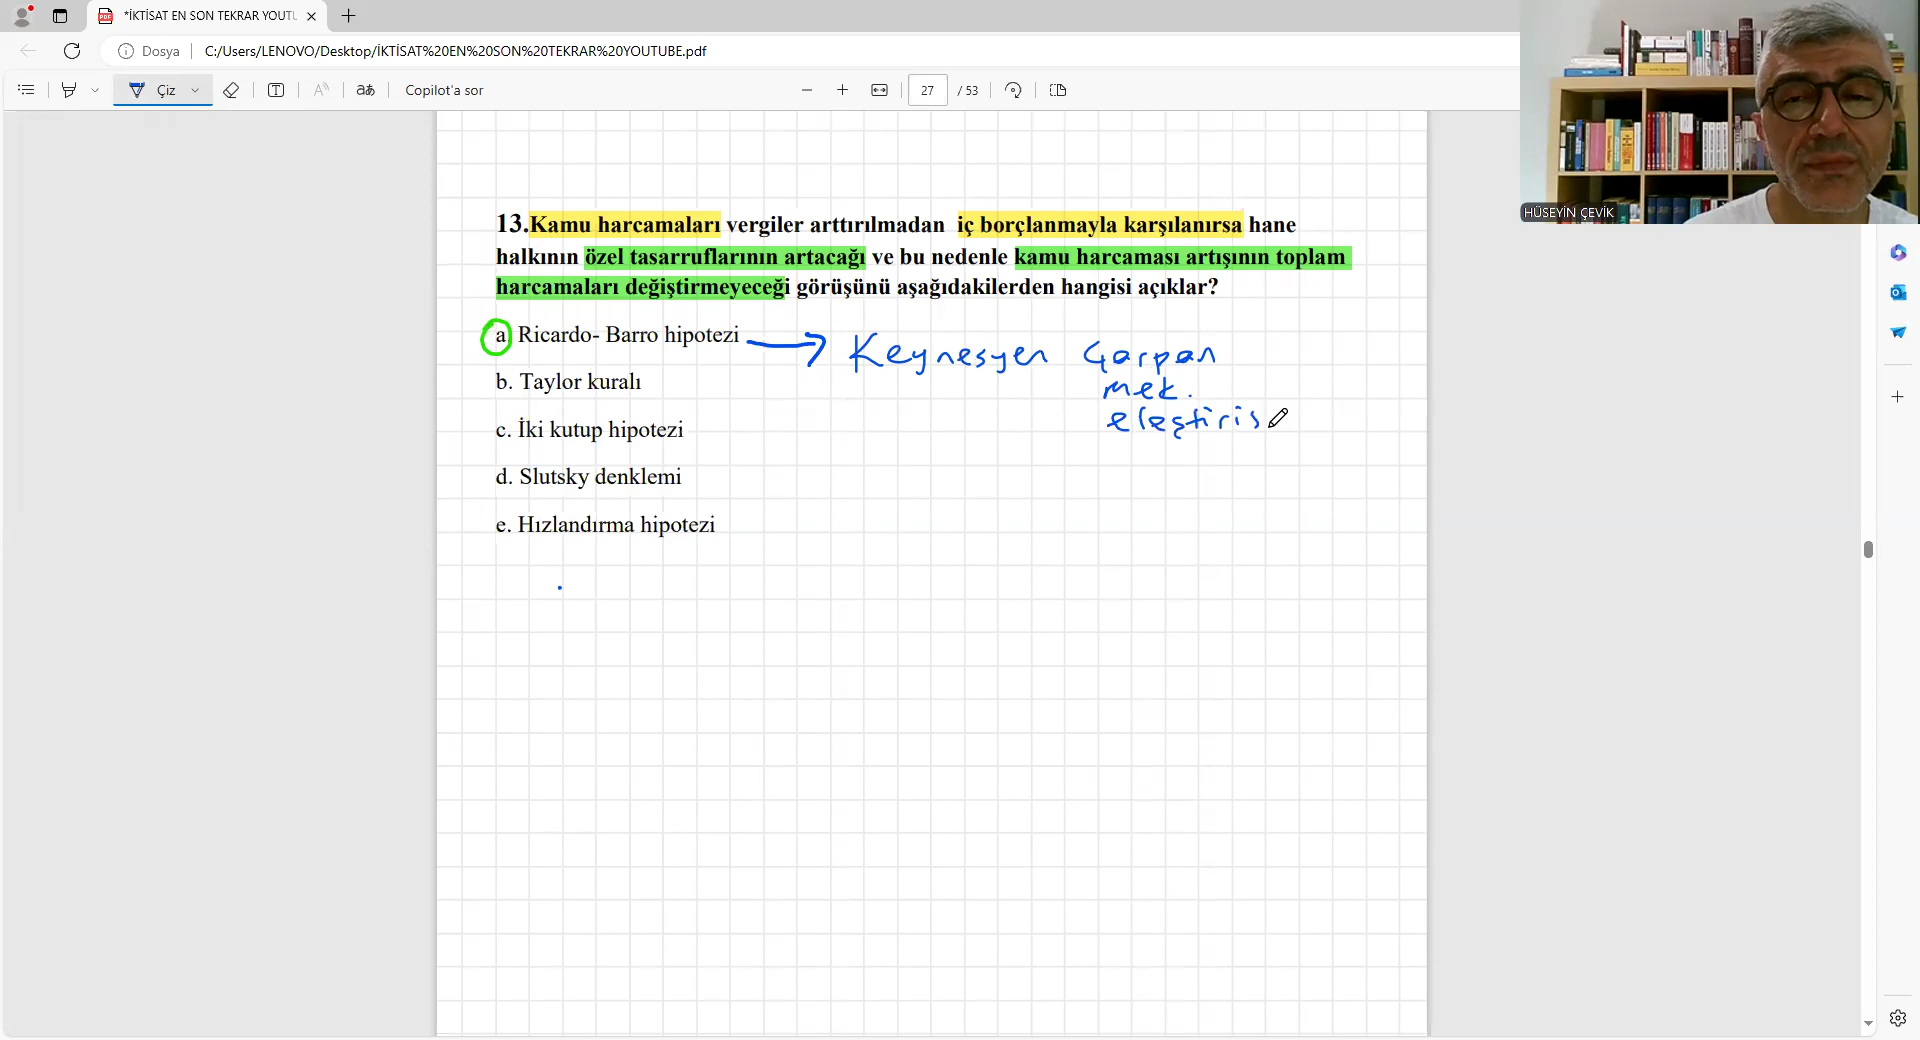 *İKTİSAT EN SON TEKRAR YOUTU
Dosya
C:/Users/LENOVO/Desktop/İKTİSAT%20EN%20SON%20TEKRAR%20YOUTUBE.pdf
Çiz
aあ
Copilot'a sor
27 / 53
HÜSEYİN ÇEVİK
13.Kamu harcamaları vergiler arttırılmadan iç borçlanmayla karşılanırsa hane
halkının özel tasarruflarının artacağı ve bu nedenle kamu harcaması artışının toplam
harcamaları değiştirmeyeceği görüşünü aşağıdakilerden hangisi açıklar?
a. Ricardo- Barro hipotezi
Keynesyen Çarpan
mek.
eleştiris
b. Taylor kuralı
c. İki kutup hipotezi
d. Slutsky denklemi
e. Hızlandırma hipotezi